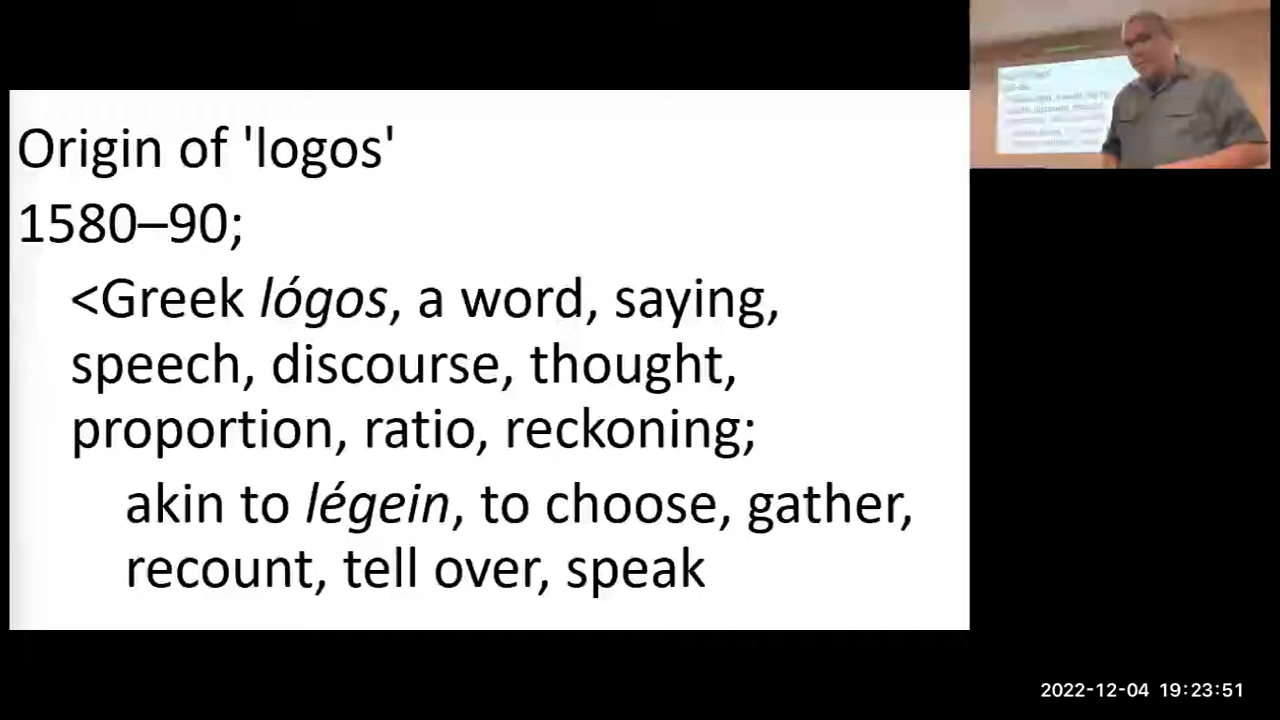 Origin of 'logos'
1580–90;
<Greek lógos, a word, saying,
speech, discourse, thought,
proportion, ratio, reckoning;
akin to légein, to choose, gather,
recount, tell over, speak
2022-12-04 19:23:51